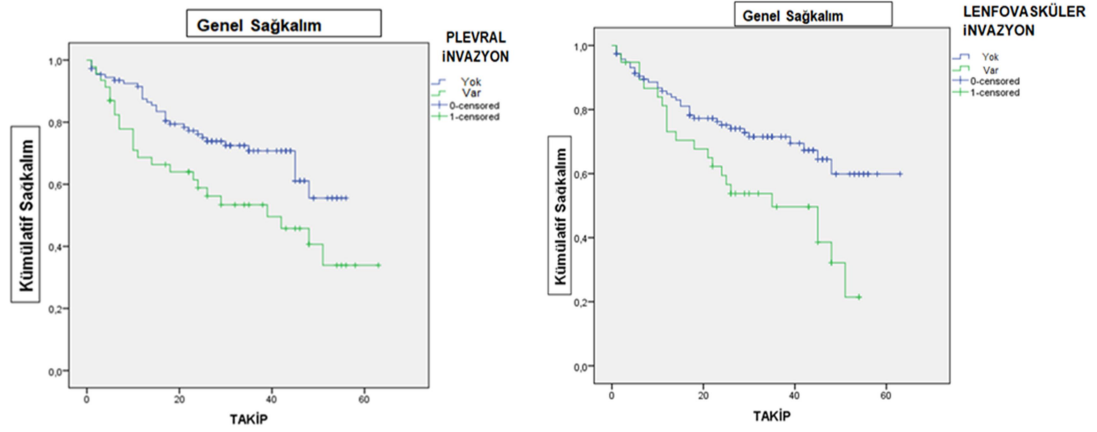 Genel Sağkalım
PLEVRAL
iNVAZYON
Yok
Var
0-censored
1-censored
Kümülatif Sağkalım
1,0
0,8
0,6
0,4
0,2
0,0
0
20
40
60
TAKİP
Genel Sağkalım
LENFOVASKÜLER
iNVAZYON
Yok
Var
0-censored
1-censored
Kümülatif Sağkalım
1,0
0,8
0,6
0,4
0,2
0,0
0
20
40
60
TAKİP